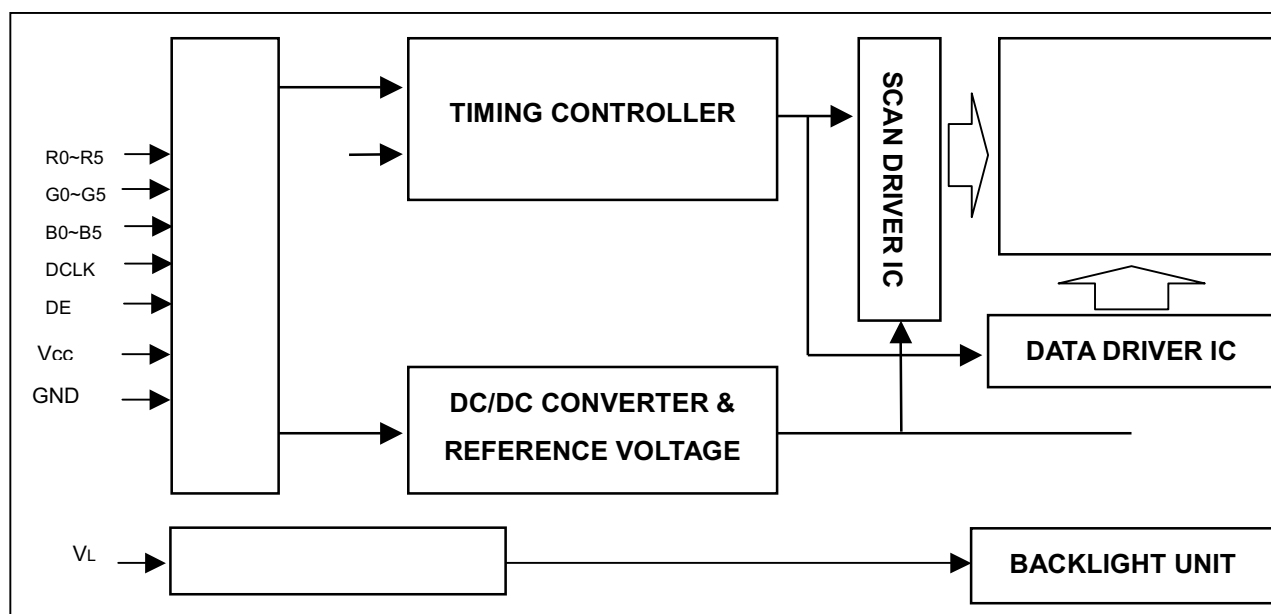 TIMING CONTROLLER
SCAN DRIVER IC
R0~R5
G0~G5
B0~B5
DCLK
DE
Vcc
GND
DATA DRIVER IC
DC/DC CONVERTER &
REFERENCE VOLTAGE
VL
BACKLIGHT UNIT